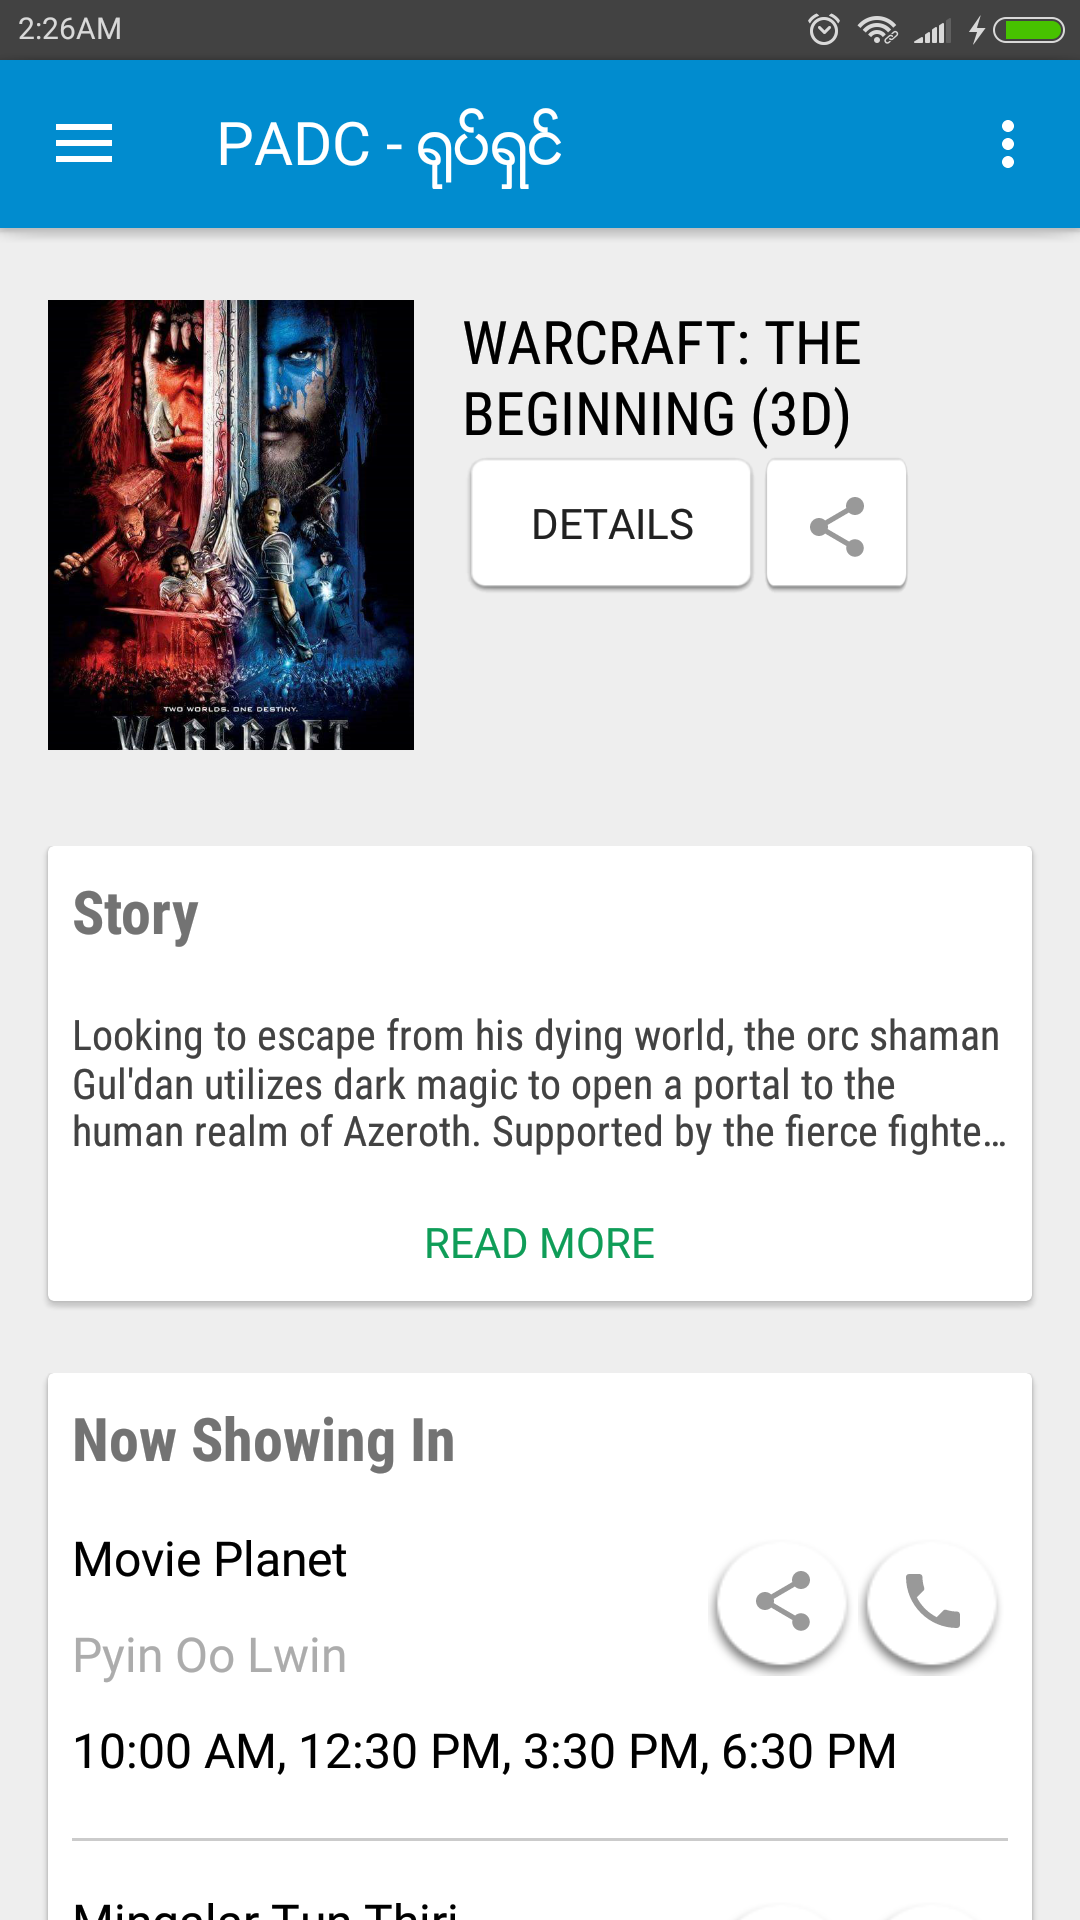 2:26AM
PADC - ရုပ်ရှင်
WARCRAFT: THE
BEGINNING (3D)
DETAILS
TWO WORLDS. ONE DESTINY.
WARCRAFT
Story
Looking to escape from his dying world, the orc shaman
Gul'dan utilizes dark magic to open a portal to the
human realm of Azeroth. Supported by the fierce fighte...
READ MORE
Now Showing In
Movie Planet
Pyin Oo Lwin
10:00 AM, 12:30 PM, 3:30 PM, 6:30 PM
Mingalar Tun Thiri